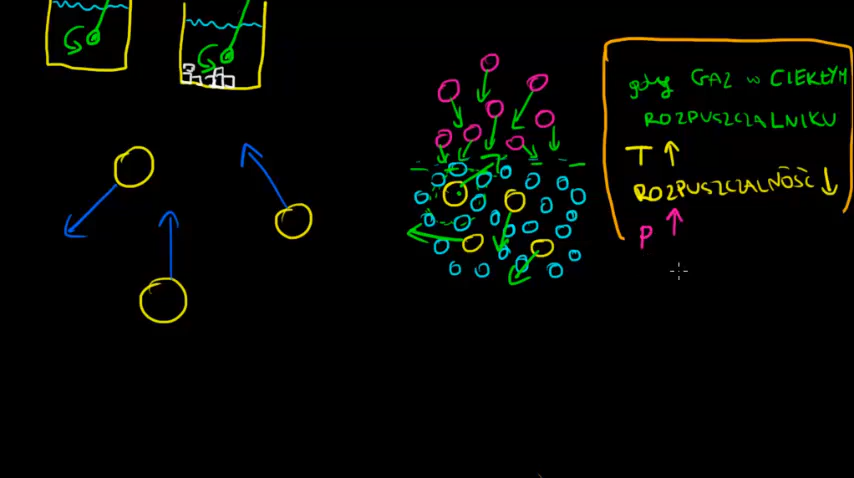 gdy GAZ w CIEKŁYM
ROZPUSZCZALNIKU
T ↑
ROZPUSZCZALNOŚĆ ↓
P ↑